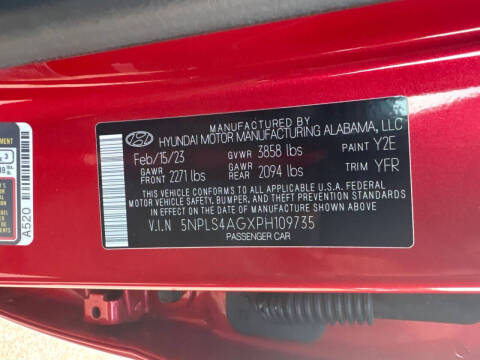 MANUFACTURED BY
HYUNDAI MOTOR MANUFACTURING ALABAMA, LLC
Feb/15/23 GVWR 3858 lbs PAINT Y2E
GAWR FRONT 2271 lbs GAWR REAR 2094 lbs TRIM YFR
THIS VEHICLE CONFORMS TO ALL APPLICABLE U.S.A. FEDERAL
MOTOR VEHICLE SAFETY, BUMPER, AND THEFT PREVENTION
STANDARDS IN EFFECT ON THE DATE OF MANUFACTURE SHOWN ABOVE
V.I.N 5NPLS4AGXPH109735
PASSENGER CAR
A520